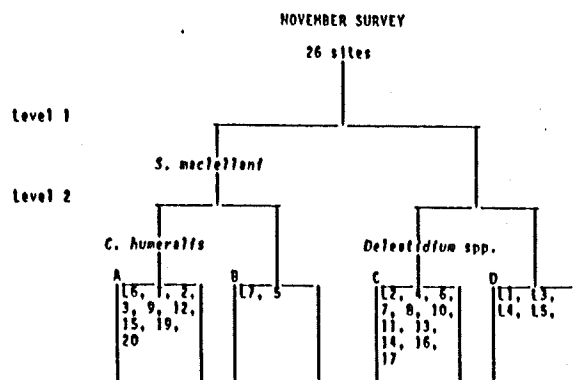 NOVEMBER SURVEY
26 sites
Level 1
S. maclellani
Level 2
C. humeralis
Deleatidium spp.
A
L6, 1, 2,
3, 9, 12,
15, 19,
20
B
L7, 5
C
L2, 4, 6,
7, 8, 10,
11, 13,
14, 16,
17
D
L1, L3,
L4, L5,